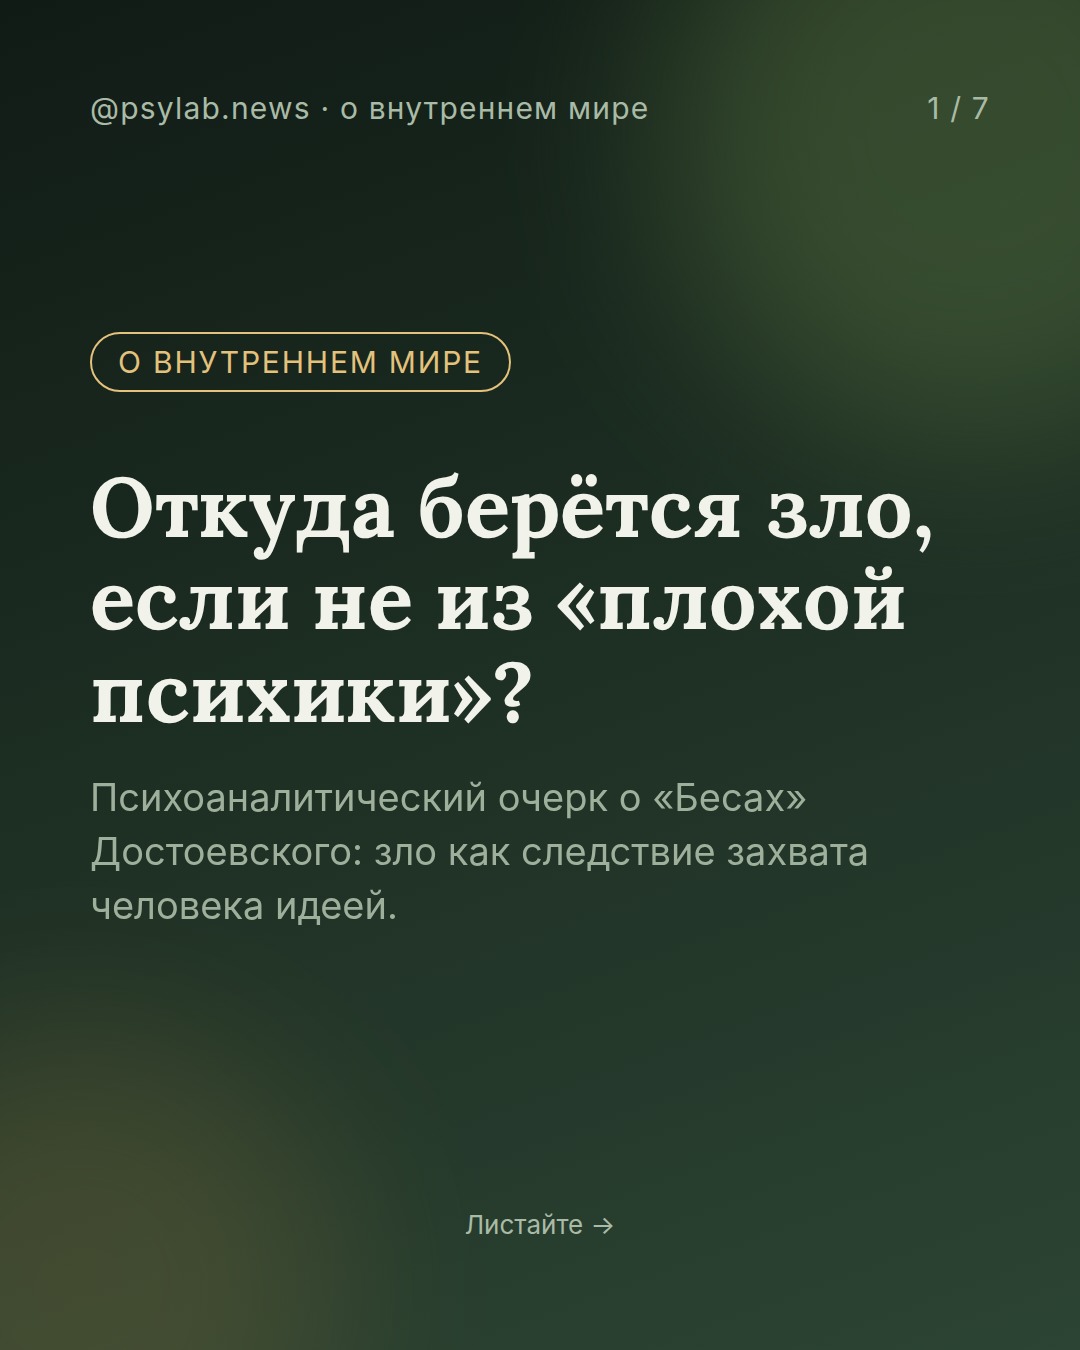 @psylab.news · о внутреннем мире
1 / 7
О ВНУТРЕННЕМ МИРЕ
Откуда берётся зло,
если не из «плохой
психики»?
Психоаналитический очерк о «Бесах»
Достоевского: зло как следствие захвата
человека идеей.
Листайте →